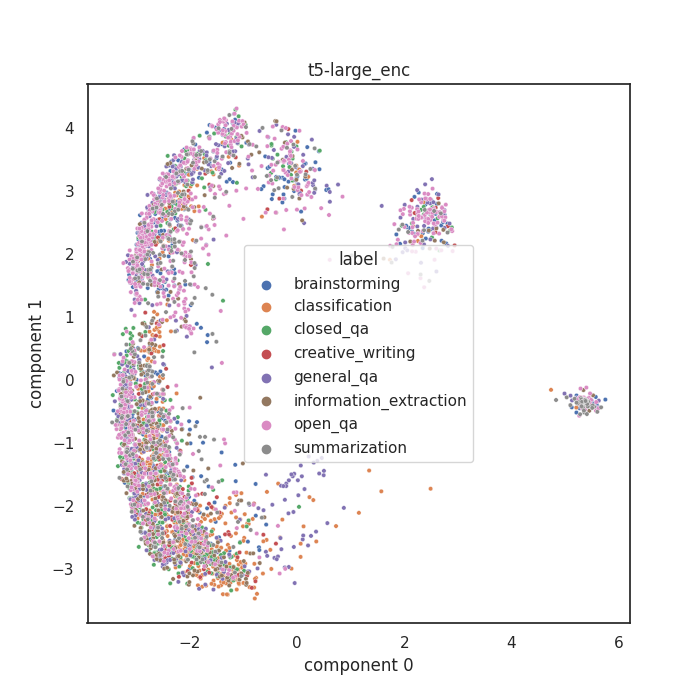 t5-large_enc
4
3
2
1
0
−1
−2
−3
component 1
label
brainstorming
classification
closed_qa
creative_writing
general_qa
information_extraction
open_qa
summarization
−2
0
2
4
6
component 0